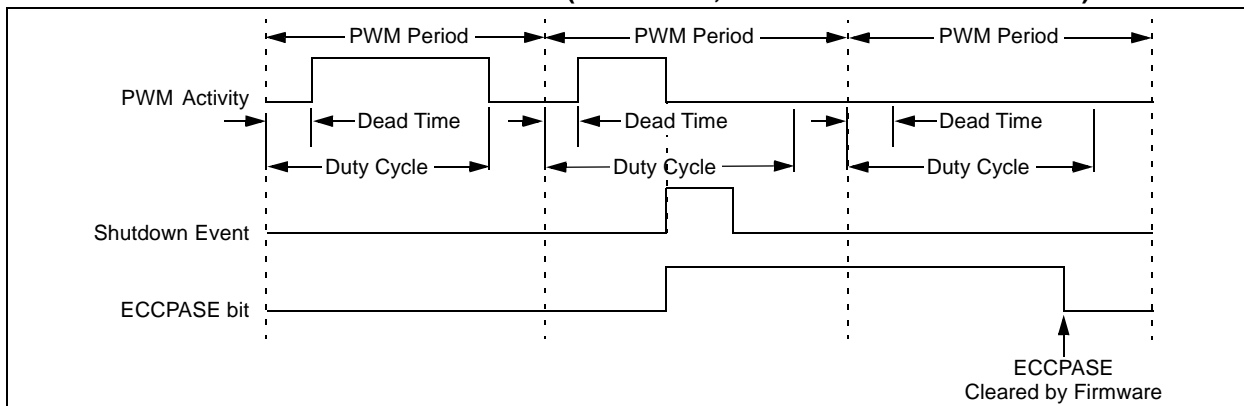 PWM Period PWM Period PWM Period
PWM Activity
Dead Time Dead Time Dead Time
Duty Cycle Duty Cycle Duty Cycle
Shutdown Event
ECCPASE bit
ECCPASE
Cleared by Firmware